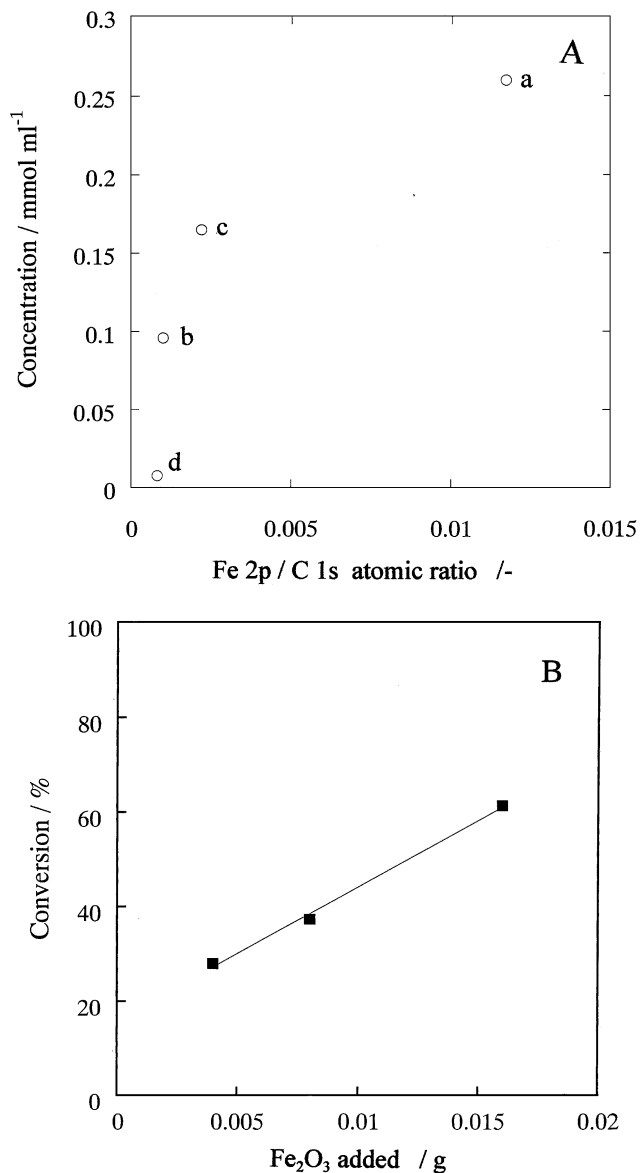 0.3
A
a
0.25
0.2
c
0.15
b
0.1
0.05
d
0
0 0.005 0.01 0.015
Concentration / mmol ml⁻¹
Fe 2p / C 1s atomic ratio /-
100
B
80
60
40
20
0
0 0.005 0.01 0.015 0.02
Conversion / %
Fe₂O₃ added / g